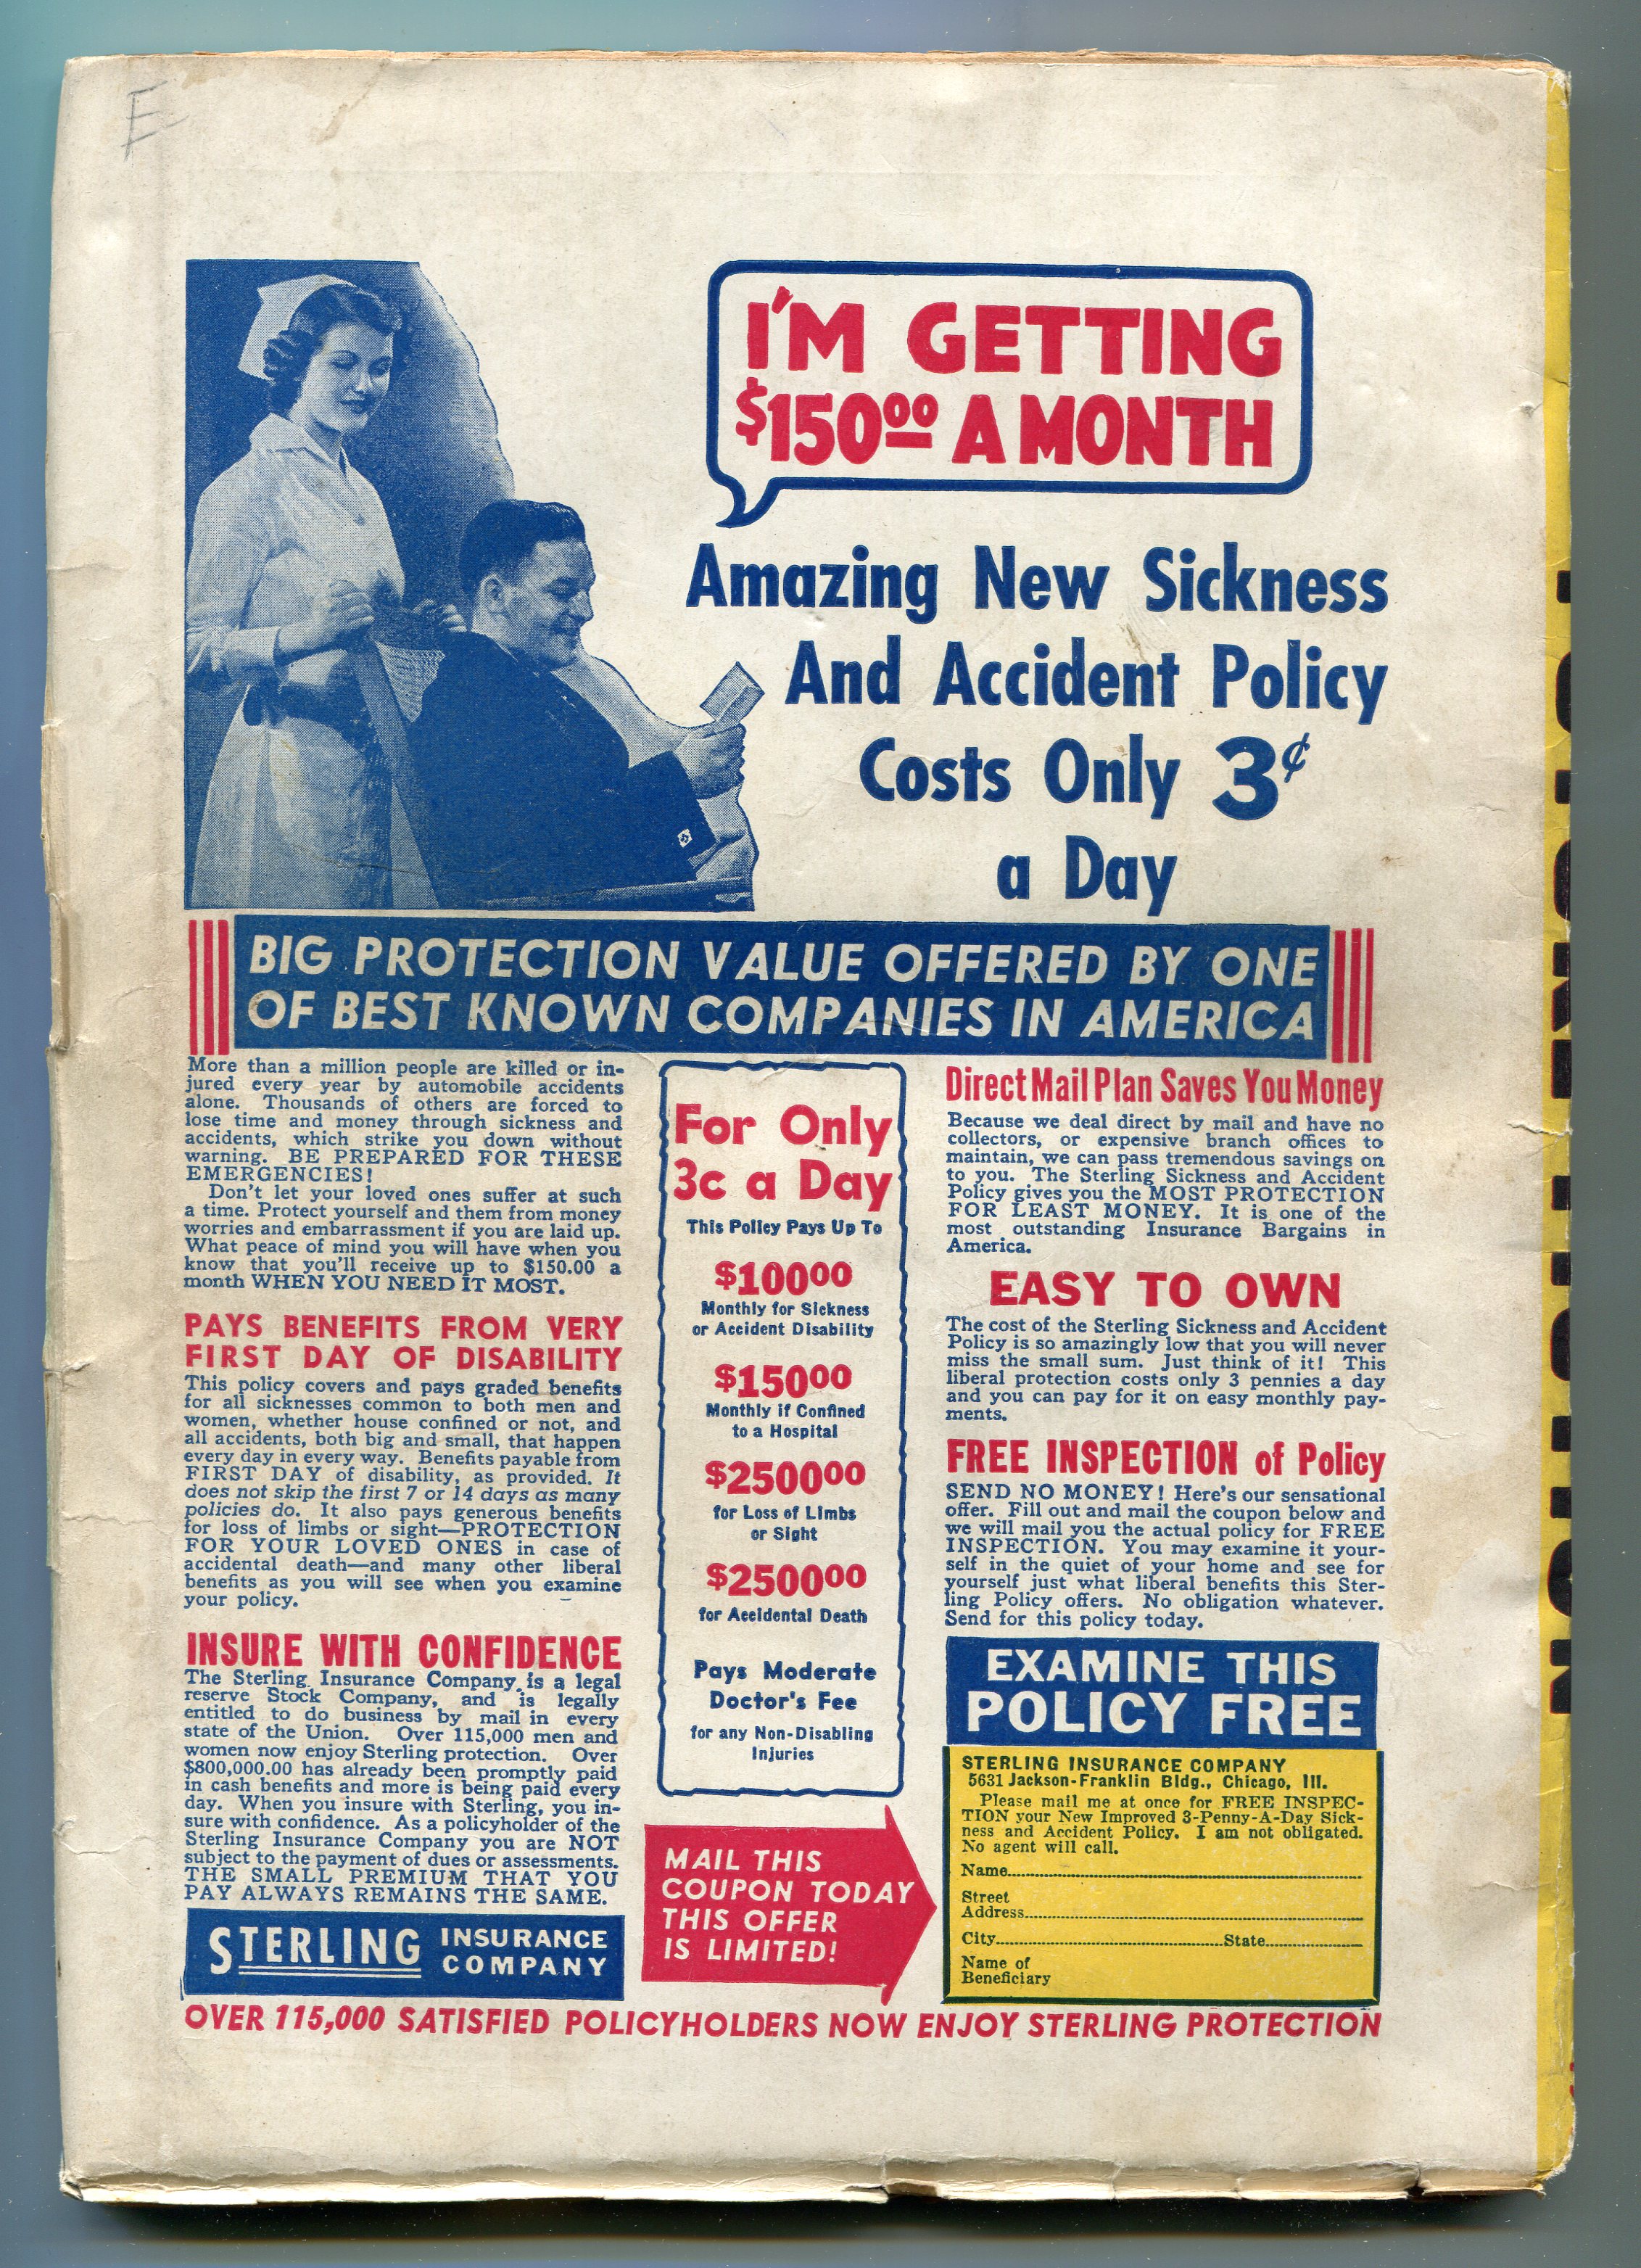 E
I'M GETTING
$15000 A MONTH
Amazing New Sickness
And Accident Policy
Costs Only 3¢
a Day
BIG PROTECTION VALUE OFFERED BY ONE
OF BEST KNOWN COMPANIES IN AMERICA
More than a million people are killed or in-
jured every year by automobile accidents
alone. Thousands of others are forced to
lose time and money through sickness and
accidents, which strike you down without
warning. BE PREPARED FOR THESE
EMERGENCIES!
Don't let your loved ones suffer at such
a time. Protect yourself and them from money
worries and embarrassment if you are laid up.
What peace of mind you will have when you
know that you'll receive up to $150.00 a
month WHEN YOU NEED IT MOST.
PAYS BENEFITS FROM VERY
FIRST DAY OF DISABILITY
This policy covers and pays graded benefits
for all sicknesses common to both men and
women, whether house confined or not, and
all accidents, both big and small, that happen
every day in every way. Benefits payable from
FIRST DAY of disability, as provided. It
does not skip the first 7 or 14 days as many
policies do. It also pays generous benefits
for loss of limbs or sight—PROTECTION
FOR YOUR LOVED ONES in case of
accidental death—and many other liberal
benefits as you will see when you examine
your policy.
INSURE WITH CONFIDENCE
The Sterling Insurance Company is a legal
reserve Stock Company, and is legally
entitled to do business by mail in every
state of the Union. Over 115,000 men and
women now enjoy Sterling protection. Over
$800,000.00 has already been promptly paid
in cash benefits and more is being paid every
day. When you insure with Sterling, you in-
sure with confidence. As a policyholder of the
Sterling Insurance Company you are NOT
subject to the payment of dues or assessments.
THE SMALL PREMIUM THAT YOU
PAY ALWAYS REMAINS THE SAME.
STERLING INSURANCE
COMPANY
For Only
3c a Day
This Policy Pays Up To
$10000
Monthly for Sickness
or Accident Disability
$15000
Monthly if Confined
to a Hospital
$250000
for Loss of Limbs
or Sight
$250000
for Accidental Death
Pays Moderate
Doctor's Fee
for any Non-Disabling
Injuries
MAIL THIS
COUPON TODAY
THIS OFFER
IS LIMITED!
Direct Mail Plan Saves You Money
Because we deal direct by mail and have no
collectors, or expensive branch offices to
maintain, we can pass tremendous savings on
to you. The Sterling Sickness and Accident
Policy gives you the MOST PROTECTION
FOR LEAST MONEY. It is one of the
most outstanding Insurance Bargains in
America.
EASY TO OWN
The cost of the Sterling Sickness and Accident
Policy is so amazingly low that you will never
miss the small sum. Just think of it! This
liberal protection costs only 3 pennies a day
and you can pay for it on easy monthly pay-
ments.
FREE INSPECTION of Policy
SEND NO MONEY! Here's our sensational
offer. Fill out and mail the coupon below and
we will mail you the actual policy for FREE
INSPECTION. You may examine it your-
self in the quiet of your home and see for
yourself just what liberal benefits this Ster-
ling Policy offers. No obligation whatever.
Send for this policy today.
EXAMINE THIS
POLICY FREE
STERLING INSURANCE COMPANY
5631 Jackson-Franklin Bldg., Chicago, Ill.
Please mail me at once for FREE INSPEC-
TION your New Improved 3-Penny-A-Day Sick-
ness and Accident Policy. I am not obligated.
No agent will call.
Name
Street
Address
City State
Name of
Beneficiary
OVER 115,000 SATISFIED POLICYHOLDERS NOW ENJOY STERLING PROTECTION